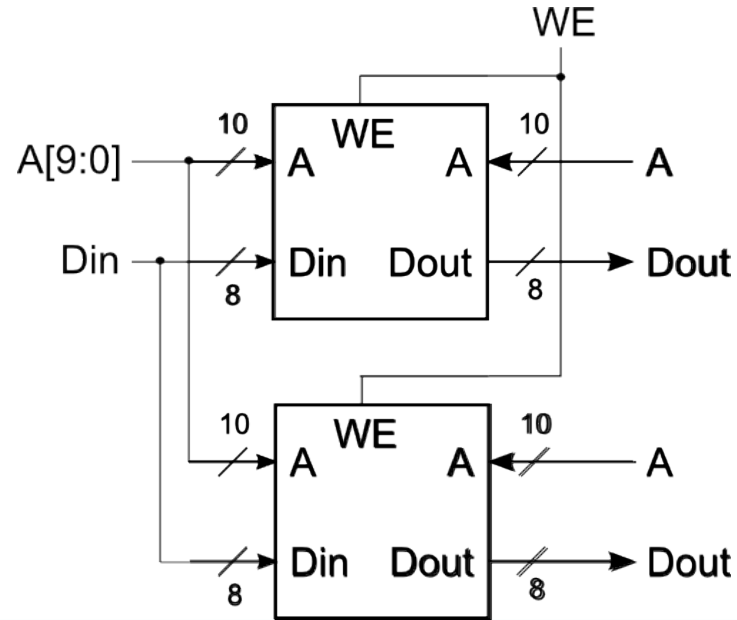 WE
10 WE 10
A[9:0] A A A
Din Din Dout Dout
8 8
10 WE 10
A A A
Din Dout Dout
8 8